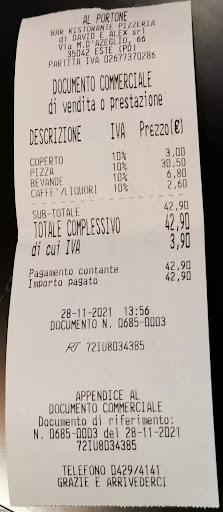 AL PORTONE
BAR RISTORANTE PIZZERIA
di DAVID E ALEX srl
Via M.D'AZEGLIO, 66
35042 ESTE (PD)
PARTITA IVA 02677370286
DOCUMENTO COMMERCIALE
di vendita o prestazione
DESCRIZIONE IVA Prezzo(€)
COPERTO 10% 3,00
PIZZA 10% 30,50
BEVANDE 10% 6,80
CAFFE'/LIQUORI 10% 2,60
SUB-TOTALE 42,90
TOTALE COMPLESSIVO 42,90
di cui IVA 3,90
Pagamento contante 42,90
Importo pagato 42,90
28-11-2021 13:56
DOCUMENTO N. 0685-0003
RT 72IU8034385
APPENDICE AL
DOCUMENTO COMMERCIALE
Documento di riferimento:
N. 0685-0003 del 28-11-2021
72IU8034385
TELEFONO 0429/4141
GRAZIE E ARRIVEDERCI